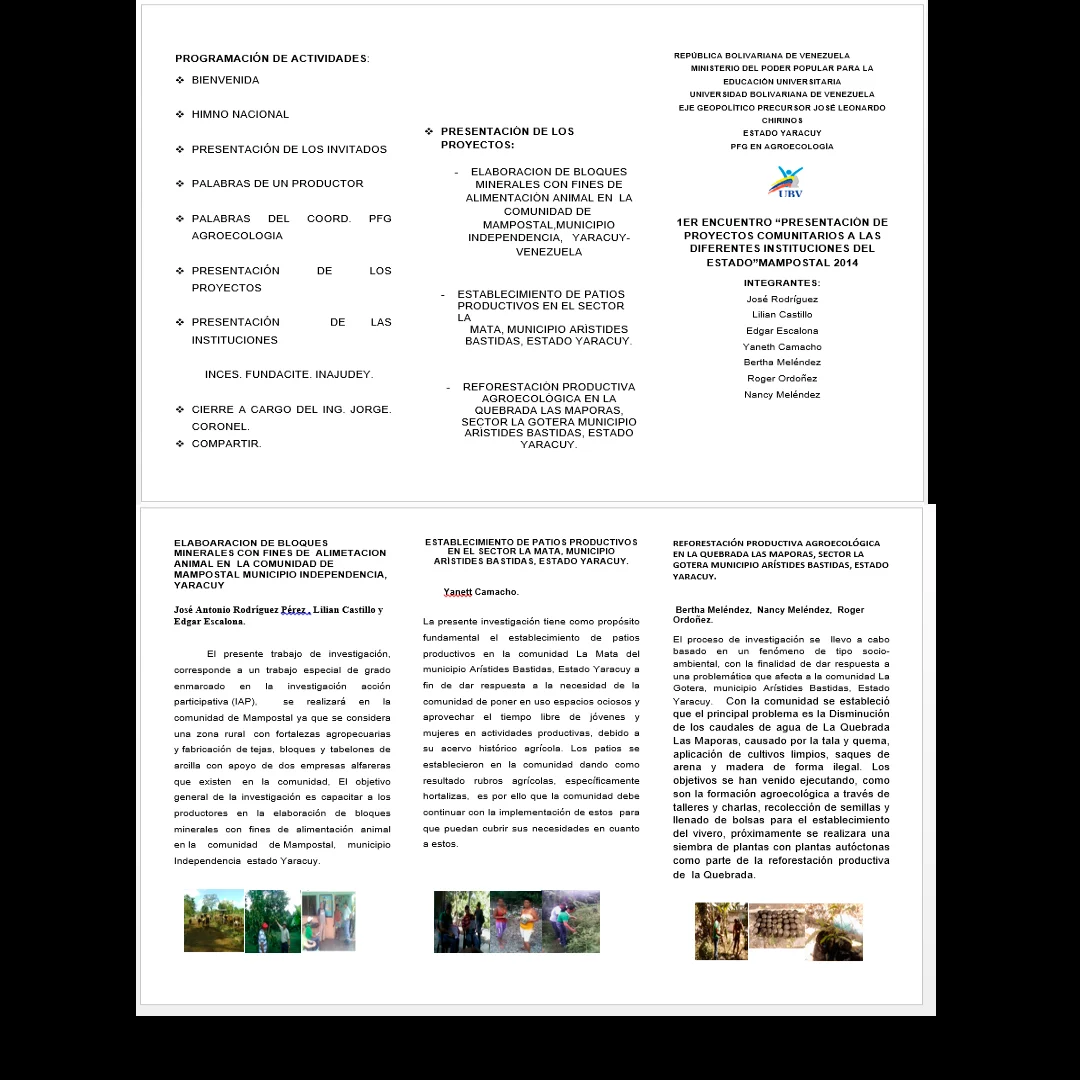 PROGRAMACIÓN DE ACTIVIDADES:
❖ BIENVENIDA
❖ HIMNO NACIONAL
❖ PRESENTACIÓN DE LOS INVITADOS
❖ PALABRAS DE UN PRODUCTOR
❖ PALABRAS DEL COORD. PFG
AGROECOLOGIA
❖ PRESENTACIÓN DE LOS
PROYECTOS
❖ PRESENTACIÓN DE LAS
INSTITUCIONES
INCES. FUNDACITE. INAJUDEY.
❖ CIERRE A CARGO DEL ING. JORGE.
CORONEL.
❖ COMPARTIR.
❖ PRESENTACIÓN DE LOS
PROYECTOS:
- ELABORACION DE BLOQUES
MINERALES CON FINES DE
ALIMENTACIÓN ANIMAL EN LA
COMUNIDAD DE
MAMPOSTAL,MUNICIPIO
INDEPENDENCIA, YARACUY-
VENEZUELA
- ESTABLECIMIENTO DE PATIOS
PRODUCTIVOS EN EL SECTOR
LA
MATA, MUNICIPIO ARÌSTIDES
BASTIDAS, ESTADO YARACUY.
- REFORESTACIÓN PRODUCTIVA
AGROECOLÓGICA EN LA
QUEBRADA LAS MAPORAS,
SECTOR LA GOTERA MUNICIPIO
ARÍSTIDES BASTIDAS, ESTADO
YARACUY.
REPÚBLICA BOLIVARIANA DE VENEZUELA
MINISTERIO DEL PODER POPULAR PARA LA
EDUCACIÓN UNIVERSITARIA
UNIVERSIDAD BOLIVARIANA DE VENEZUELA
EJE GEOPOLÍTICO PRECURSOR JOSÉ LEONARDO
CHIRINOS
ESTADO YARACUY
PFG EN AGROECOLOGÍA
UBV
1ER ENCUENTRO “PRESENTACIÓN DE
PROYECTOS COMUNITARIOS A LAS
DIFERENTES INSTITUCIONES DEL
ESTADO”MAMPOSTAL 2014
INTEGRANTES:
José Rodríguez
Lilian Castillo
Edgar Escalona
Yaneth Camacho
Bertha Meléndez
Roger Ordoñez
Nancy Meléndez
ELABOARACION DE BLOQUES
MINERALES CON FINES DE ALIMETACION
ANIMAL EN LA COMUNIDAD DE
MAMPOSTAL MUNICIPIO INDEPENDENCIA,
YARACUY
José Antonio Rodríguez Pérez , Lilian Castillo y
Edgar Escalona.
El presente trabajo de investigación,
corresponde a un trabajo especial de grado
enmarcado en la investigación acción
participativa (IAP), se realizará en la
comunidad de Mampostal ya que se considera
una zona rural con fortalezas agropecuarias
y fabricación de tejas, bloques y tabelones de
arcilla con apoyo de dos empresas alfareras
que existen en la comunidad. El objetivo
general de la investigación es capacitar a los
productores en la elaboración de bloques
minerales con fines de alimentación animal
en la comunidad de Mampostal, municipio
Independencia estado Yaracuy.
ESTABLECIMIENTO DE PATIOS PRODUCTIVOS
EN EL SECTOR LA MATA, MUNICIPIO
ARÌSTIDES BASTIDAS, ESTADO YARACUY.
Yanett Camacho.
La presente investigación tiene como propósito
fundamental el establecimiento de patios
productivos en la comunidad La Mata del
municipio Arístides Bastidas, Estado Yaracuy a
fin de dar respuesta a la necesidad de la
comunidad de poner en uso espacios ociosos y
aprovechar el tiempo libre de jóvenes y
mujeres en actividades productivas, debido a
su acervo histórico agrícola. Los patios se
establecieron en la comunidad dando como
resultado rubros agrícolas, específicamente
hortalizas, es por ello que la comunidad debe
continuar con la implementación de estos para
que puedan cubrir sus necesidades en cuanto
a estos.
REFORESTACIÓN PRODUCTIVA AGROECOLÓGICA
EN LA QUEBRADA LAS MAPORAS, SECTOR LA
GOTERA MUNICIPIO ARÍSTIDES BASTIDAS, ESTADO
YARACUY.
Bertha Meléndez, Nancy Meléndez, Roger
Ordoñez.
El proceso de investigación se llevo a cabo
basado en un fenómeno de tipo socio-
ambiental, con la finalidad de dar respuesta a
una problemática que afecta a la comunidad La
Gotera, municipio Arístides Bastidas, Estado
Yaracuy. Con la comunidad se estableció
que el principal problema es la Disminución
de los caudales de agua de La Quebrada
Las Maporas, causado por la tala y quema,
aplicación de cultivos limpios, saques de
arena y madera de forma ilegal. Los
objetivos se han venido ejecutando, como
son la formación agroecológica a través de
talleres y charlas, recolección de semillas y
llenado de bolsas para el establecimiento
del vivero, próximamente se realizara una
siembra de plantas con plantas autóctonas
como parte de la reforestación productiva
de la Quebrada.